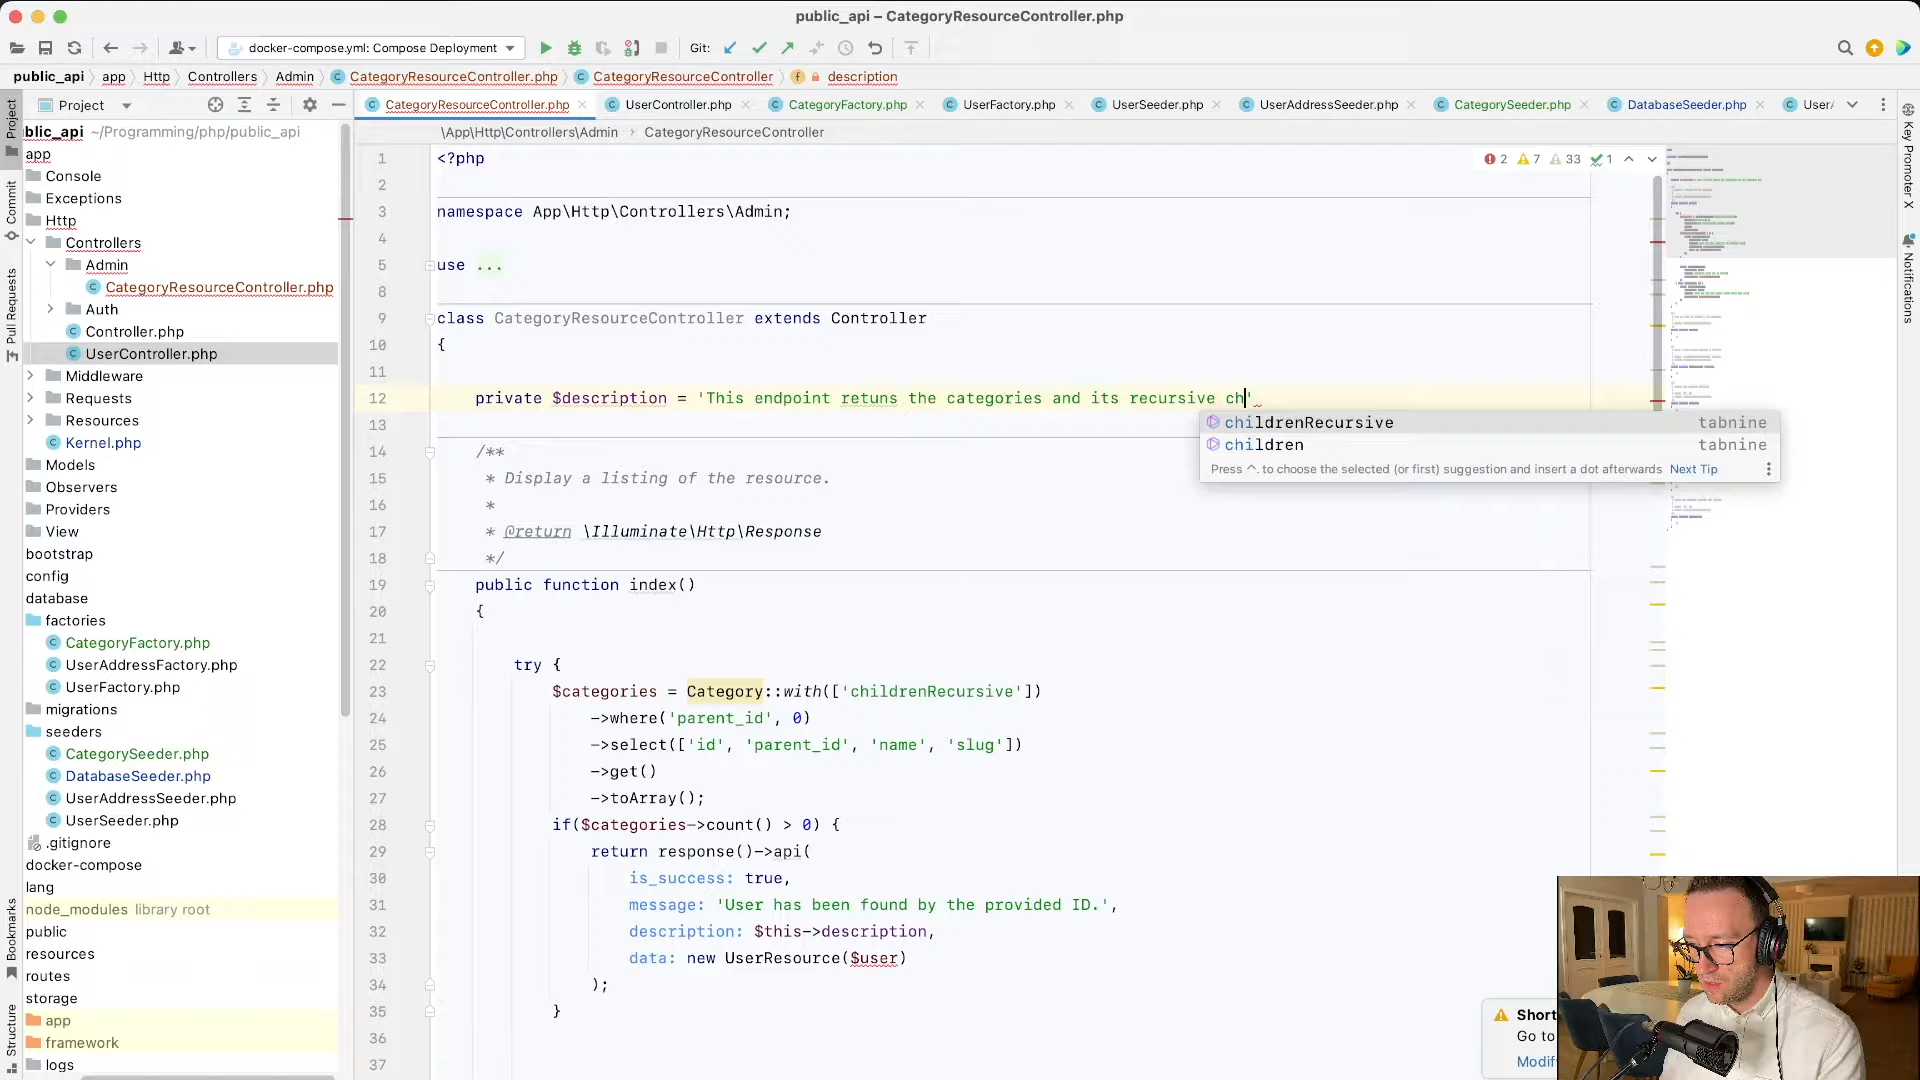 public_api – CategoryResourceController.php
docker-compose.yml: Compose Deployment
Git:
public_api
app
Http
Controllers
Admin
CategoryResourceController.php
CategoryResourceController
description
Project
CategoryResourceController.php
UserController.php
CategoryFactory.php
UserFactory.php
UserSeeder.php
UserAddressSeeder.php
CategorySeeder.php
DatabaseSeeder.php
\App\Http\Controllers\Admin
CategoryResourceController
Project
Commit
Pull Requests
Bookmarks
Structure
Key Promoter X
Notifications
blic_api ~/Programming/php/public_api
app
Console
Exceptions
Http
Controllers
Admin
CategoryResourceController.php
Auth
Controller.php
UserController.php
Middleware
Requests
Resources
Kernel.php
Models
Observers
Providers
View
bootstrap
config
database
factories
CategoryFactory.php
UserAddressFactory.php
UserFactory.php
migrations
seeders
CategorySeeder.php
DatabaseSeeder.php
UserAddressSeeder.php
UserSeeder.php
.gitignore
docker-compose
lang
node_modules library root
public
resources
routes
storage
app
framework
logs
2 7 33 1
1 <?php
2
3 namespace App\Http\Controllers\Admin;
4
5 use ...
8
9 class CategoryResourceController extends Controller
10 {
11
12 private $description = 'This endpoint retuns the categories and its recursive ch'
13
14 /**
15 * Display a listing of the resource.
16 *
17 * @return \Illuminate\Http\Response
18 */
19 public function index()
20 {
21
22 try {
23 $categories = Category::with(['childrenRecursive'])
24 ->where('parent_id', 0)
25 ->select(['id', 'parent_id', 'name', 'slug'])
26 ->get()
27 ->toArray();
28 if($categories->count() > 0) {
29 return response()->api(
30 is_success: true,
31 message: 'User has been found by the provided ID.',
32 description: $this->description,
33 data: new UserResource($user)
34 );
35 }
36
37
childrenRecursive tabnine
children tabnine
Press ^. to choose the selected (or first) suggestion and insert a dot afterwards Next Tip
Short
Go to
Modif